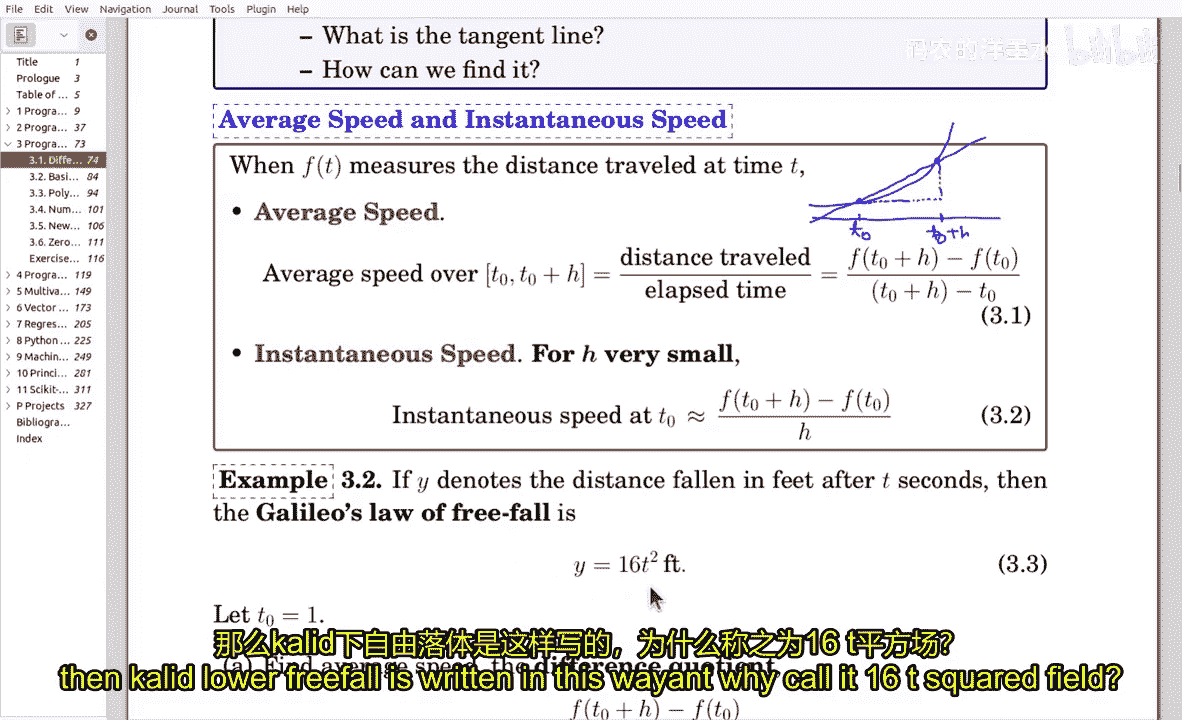 File Edit View Navigation Journal Tools Plugin Help
Title 1
Prologue 3
Table of ... 5
1 Progra... 9
2 Progra... 37
3 Progra... 73
3.1. Diffe... 74
3.2. Basi... 84
3.3. Poly... 94
3.4. Num... 101
3.5. New... 106
3.6. Zero... 111
Exercise... 116
4 Progra... 119
5 Multiva... 149
6 Vector ... 173
7 Regres... 205
8 Python ... 225
9 Machin... 249
10 Princi... 281
11 Scikit-... 311
P Projects 327
Bibliogra...
Index
– What is the tangent line?
– How can we find it?
Average Speed and Instantaneous Speed
When f(t) measures the distance traveled at time t,
t₀ t₀+h
• Average Speed.
Average speed over [t₀, t₀ + h] = distance traveled / elapsed time = f(t₀ + h) − f(t₀) / (t₀ + h) − t₀
(3.1)
• Instantaneous Speed. For h very small,
Instantaneous speed at t₀ ≈ f(t₀ + h) − f(t₀) / h (3.2)
Example 3.2. If y denotes the distance fallen in feet after t seconds, then
the Galileo's law of free-fall is
y = 16t² ft. (3.3)
Let t₀ = 1.
(a) Find average speed, the difference quotient
f(t₀ + h) − f(t₀)
那么kalid下自由落体是这样写的，为什么称之为16 t平方场？
then kalid lower freefall is written in this wayant why call it 16 t squared field?